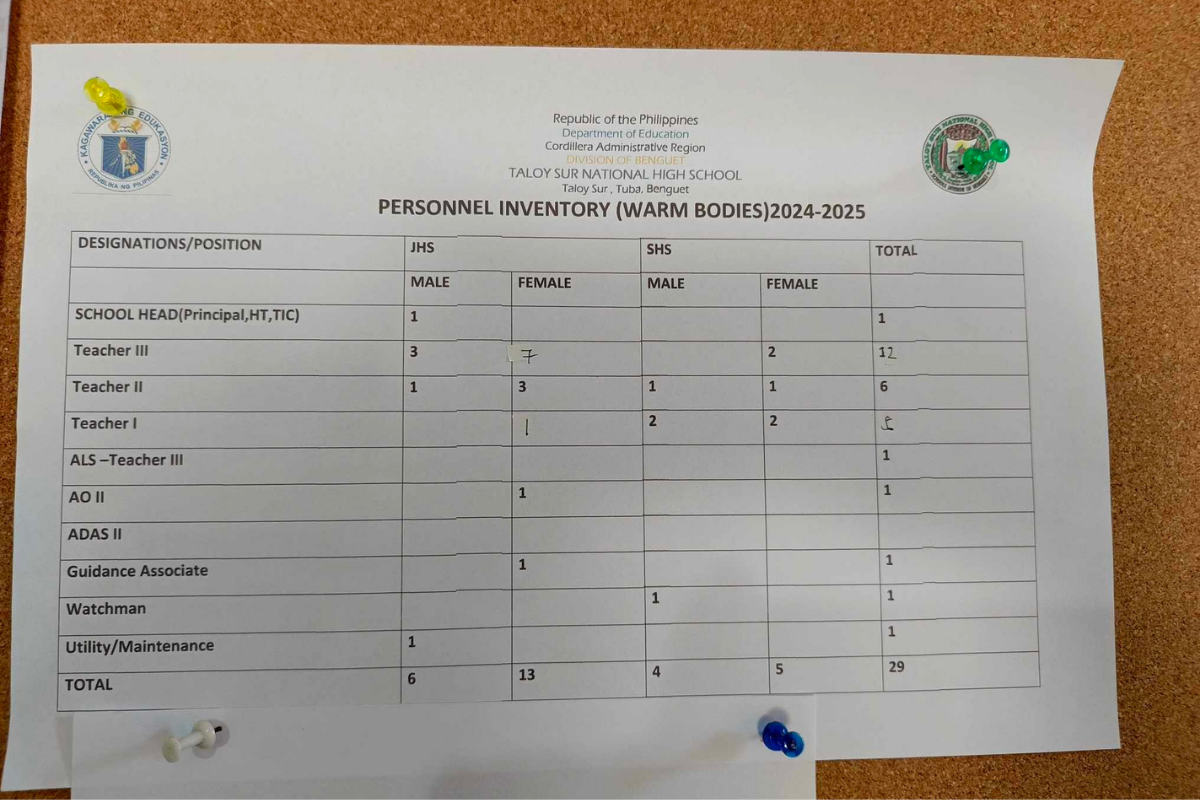 KAGAWARAN NG EDUKASYON
REPUBLIKA NG PILIPINAS
Republic of the Philippines
Department of Education
Cordillera Administrative Region
DIVISION OF BENGUET
TALOY SUR NATIONAL HIGH SCHOOL
Taloy Sur , Tuba, Benguet
TALOY SUR NATIONAL HIGH
PERSONNEL INVENTORY (WARM BODIES)2024-2025
DESIGNATIONS/POSITION JHS SHS TOTAL
MALE FEMALE MALE FEMALE
SCHOOL HEAD(Principal,HT,TIC) 1 1
Teacher III 3 7 2 12
Teacher II 1 3 1 1 6
Teacher I 1 2 2 5
ALS –Teacher III 1
AO II 1 1
ADAS II
Guidance Associate 1 1
Watchman 1 1
Utility/Maintenance 1 1
TOTAL 6 13 4 5 29